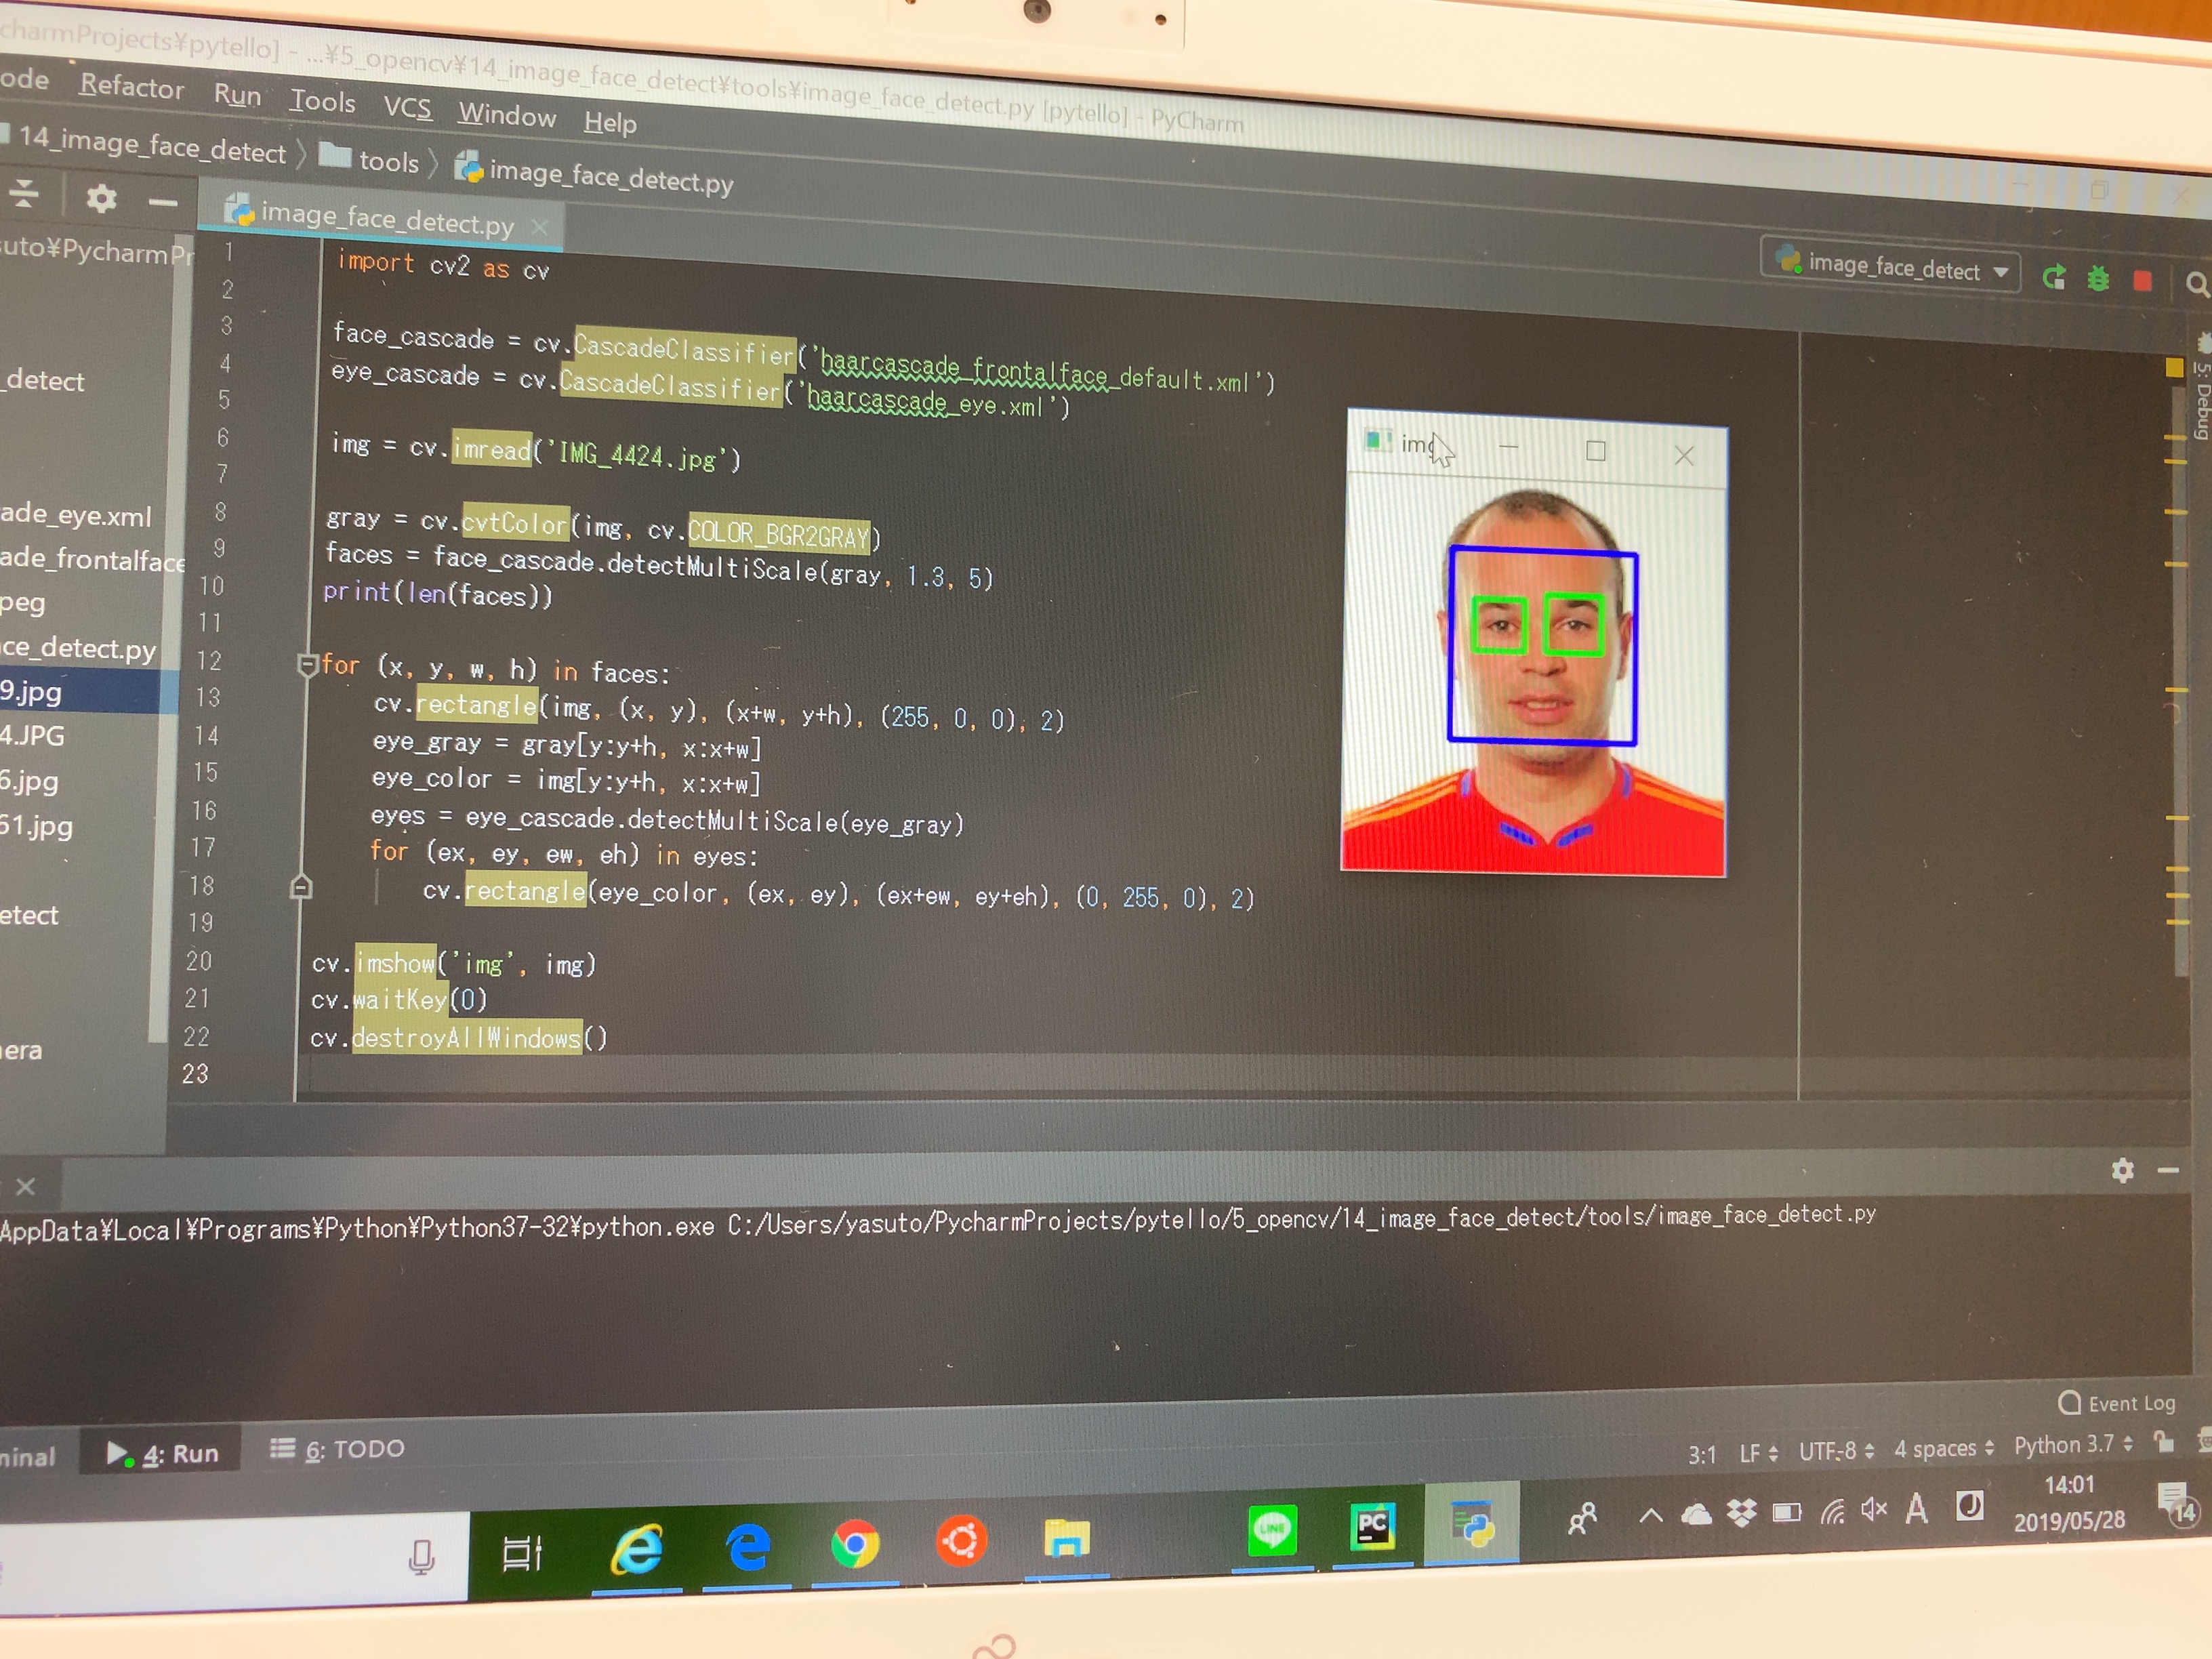 charmProjects¥pytello] - ...¥5_opencv¥14_image_face_detect¥tools¥image_face_detect.py [pytello] - PyCharm
ode Refactor Run Tools VCS Window Help
14_image_face_detect tools image_face_detect.py
image_face_detect.py
image_face_detect
suto¥PycharmPr
_detect
ade_eye.xml
ade_frontalface
peg
ce_detect.py
9.jpg
4.JPG
6.jpg
61.jpg
etect
era
1 import cv2 as cv
2
3 face_cascade = cv.CascadeClassifier('haarcascade_frontalface_default.xml')
4 eye_cascade = cv.CascadeClassifier('haarcascade_eye.xml')
5
6 img = cv.imread('IMG_4424.jpg')
7
8 gray = cv.cvtColor(img, cv.COLOR_BGR2GRAY)
9 faces = face_cascade.detectMultiScale(gray, 1.3, 5)
10 print(len(faces))
11
12 for (x, y, w, h) in faces:
13 cv.rectangle(img, (x, y), (x+w, y+h), (255, 0, 0), 2)
14 eye_gray = gray[y:y+h, x:x+w]
15 eye_color = img[y:y+h, x:x+w]
16 eyes = eye_cascade.detectMultiScale(eye_gray)
17 for (ex, ey, ew, eh) in eyes:
18 cv.rectangle(eye_color, (ex, ey), (ex+ew, ey+eh), (0, 255, 0), 2)
19
20 cv.imshow('img', img)
21 cv.waitKey(0)
22 cv.destroyAllWindows()
23
img
5: Debug
AppData¥Local¥Programs¥Python¥Python37-32¥python.exe C:/Users/yasuto/PycharmProjects/pytello/5_opencv/14_image_face_detect/tools/image_face_detect.py
Event Log
minal 4: Run 6: TODO
3:1 LF UTF-8 4 spaces Python 3.7
LINE
PC
A
14:01
2019/05/28
14